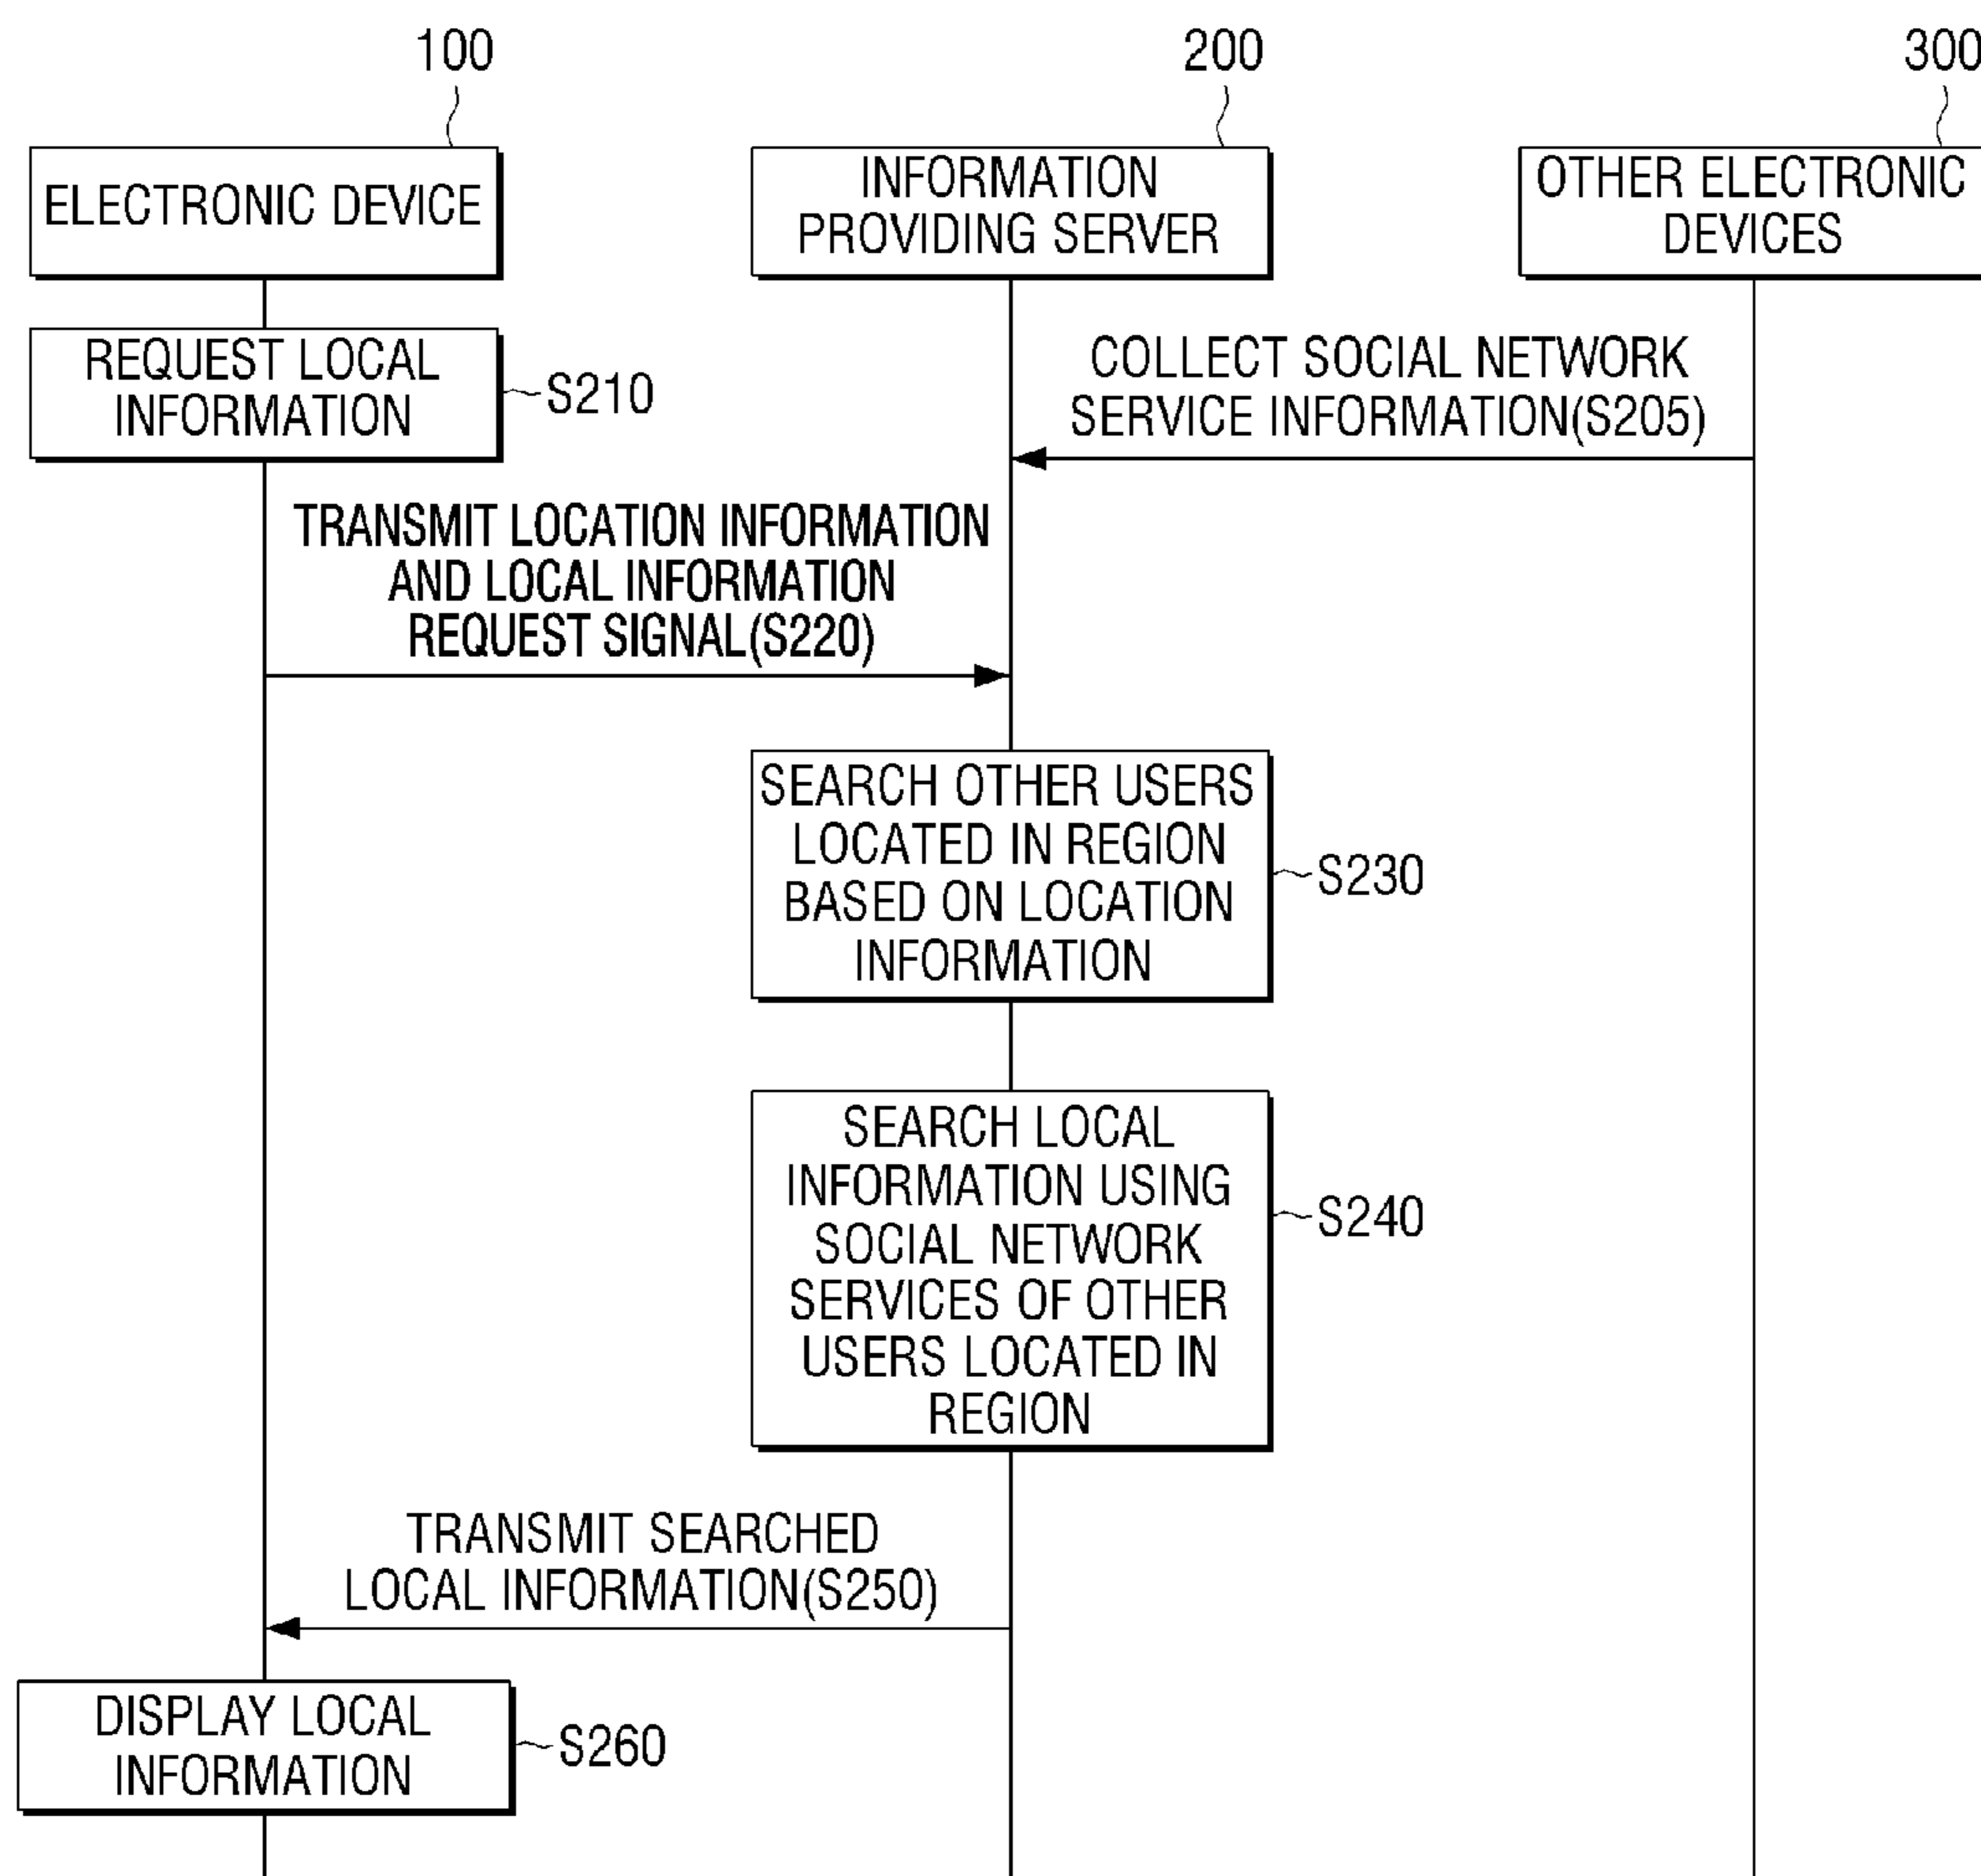 100
200
300
ELECTRONIC DEVICE
INFORMATION
PROVIDING SERVER
OTHER ELECTRONIC
DEVICES
REQUEST LOCAL
INFORMATION
S210
COLLECT SOCIAL NETWORK
SERVICE INFORMATION(S205)
TRANSMIT LOCATION INFORMATION
AND LOCAL INFORMATION
REQUEST SIGNAL(S220)
SEARCH OTHER USERS
LOCATED IN REGION
BASED ON LOCATION
INFORMATION
S230
SEARCH LOCAL
INFORMATION USING
SOCIAL NETWORK
SERVICES OF OTHER
USERS LOCATED IN
REGION
S240
TRANSMIT SEARCHED
LOCAL INFORMATION(S250)
DISPLAY LOCAL
INFORMATION
S260